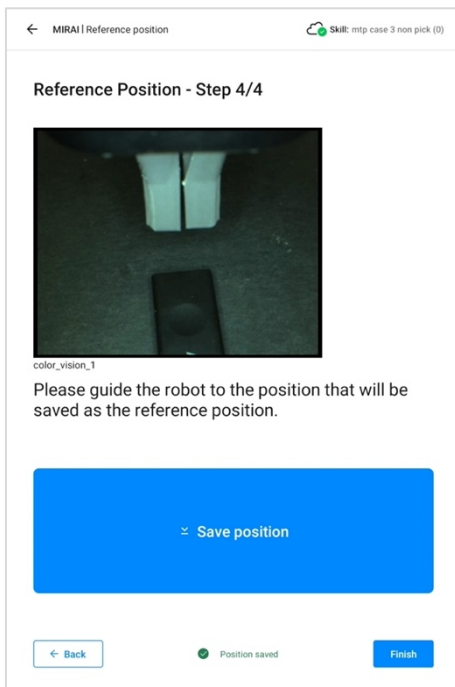 ← MIRAI | Reference position
Skill: mtp case 3 non pick (0)
Reference Position - Step 4/4
color_vision_1
Please guide the robot to the position that will be
saved as the reference position.
Save position
← Back
Position saved
Finish